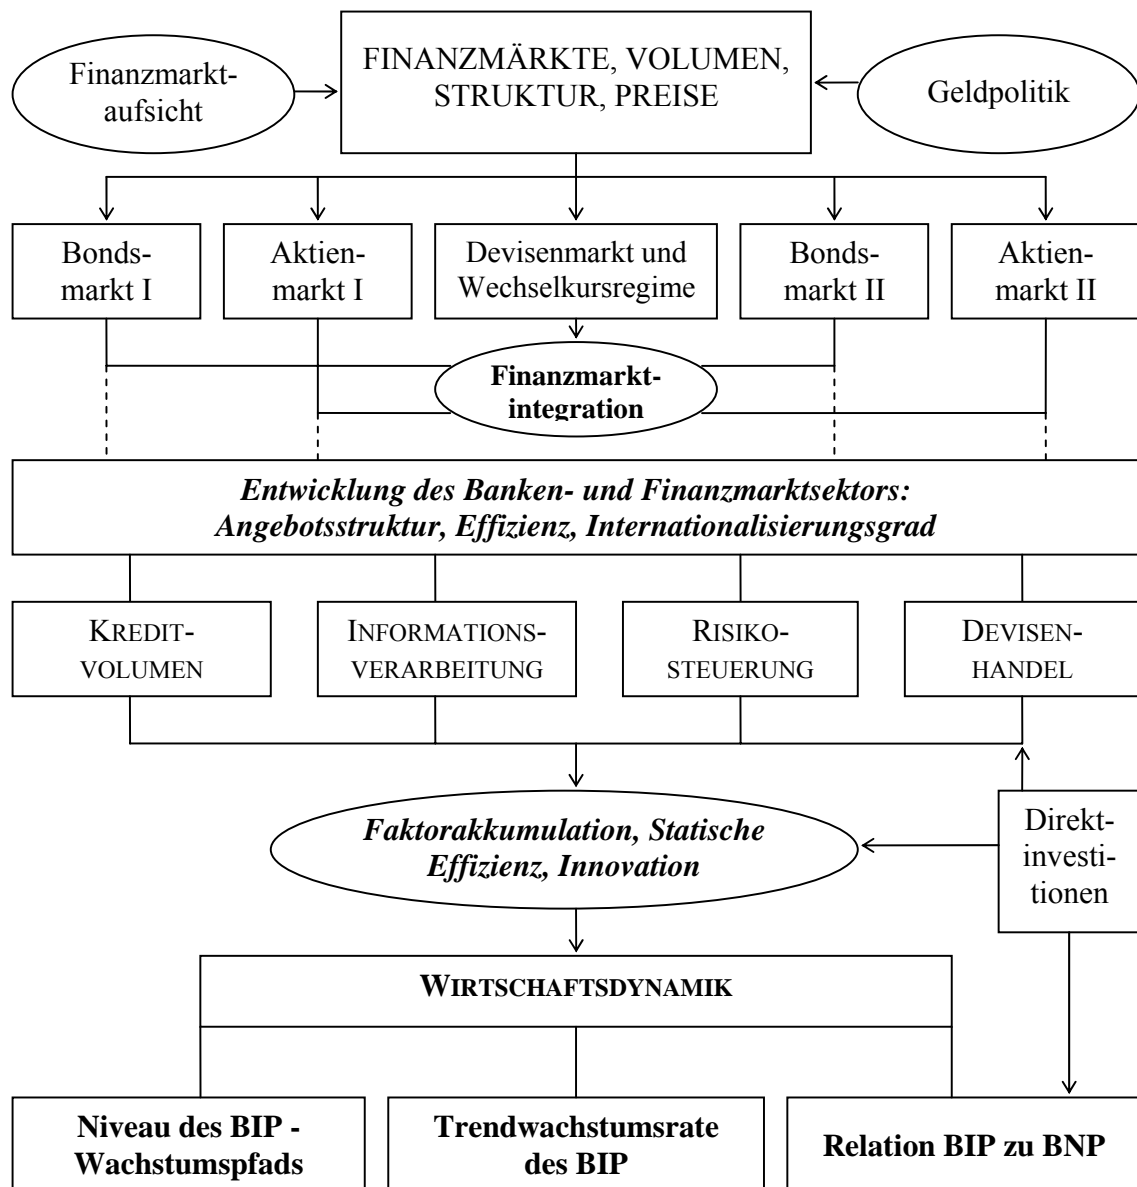 Finanzmarkt-
aufsicht
FINANZMÄRKTE, VOLUMEN,
STRUKTUR, PREISE
Geldpolitik
Bonds-
markt I
Aktien-
markt I
Devisenmarkt und
Wechselkursregime
Bonds-
markt II
Aktien-
markt II
Finanzmarkt-
integration
Entwicklung des Banken- und Finanzmarktsektors:
Angebotsstruktur, Effizienz, Internationalisierungsgrad
KREDIT-
VOLUMEN
INFORMATIONS-
VERARBEITUNG
RISIKO-
STEUERUNG
DEVISEN-
HANDEL
Faktorakkumulation, Statische
Effizienz, Innovation
Direkt-
investi-
tionen
WIRTSCHAFTSDYNAMIK
Niveau des BIP -
Wachstumspfads
Trendwachstumsrate
des BIP
Relation BIP zu BNP